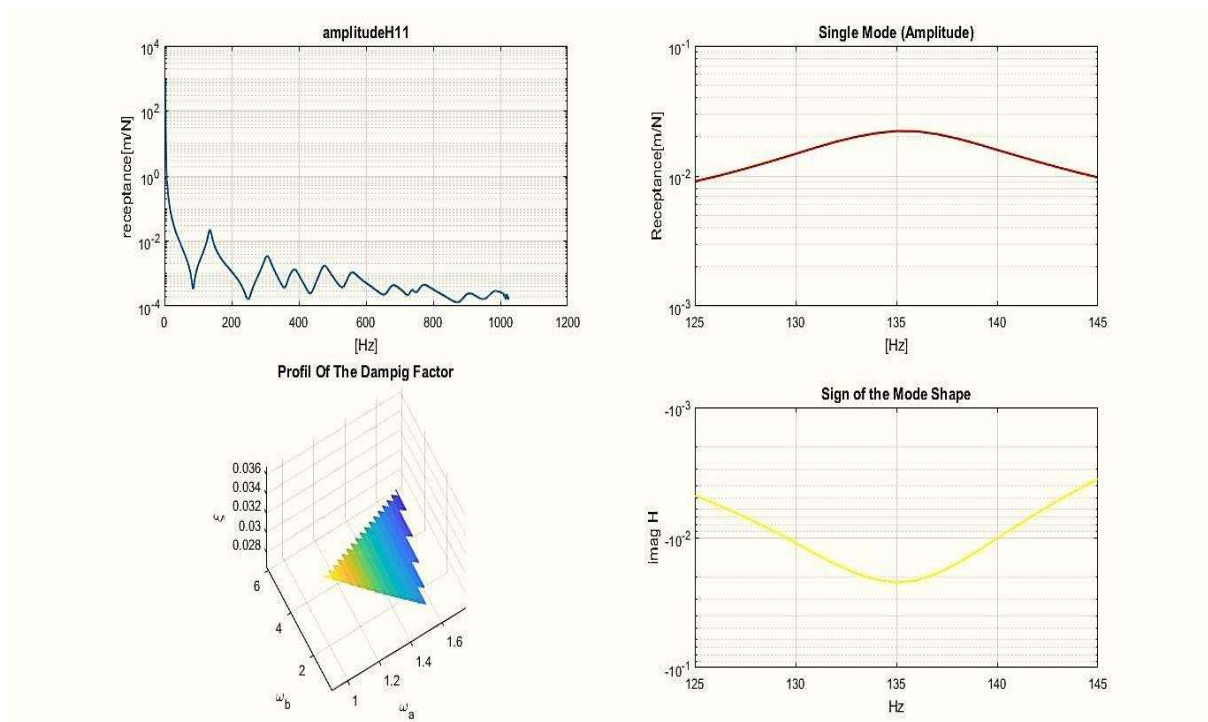 amplitudeH11
10^4
10^2
10^0
10^-2
10^-4
receptance[m/N]
0 200 400 600 800 1000 1200
[Hz]
Single Mode (Amplitude)
10^-1
10^-2
10^-3
Receptance[m/N]
125 130 135 140 145
[Hz]
Profil Of The Dampig Factor
0.036
0.034
0.032
0.03
0.028
ξ
6
4
2
ω_b
1
1.2
1.4
1.6
ω_a
Sign of the Mode Shape
-10^-3
-10^-2
-10^-1
imag H
125 130 135 140 145
Hz